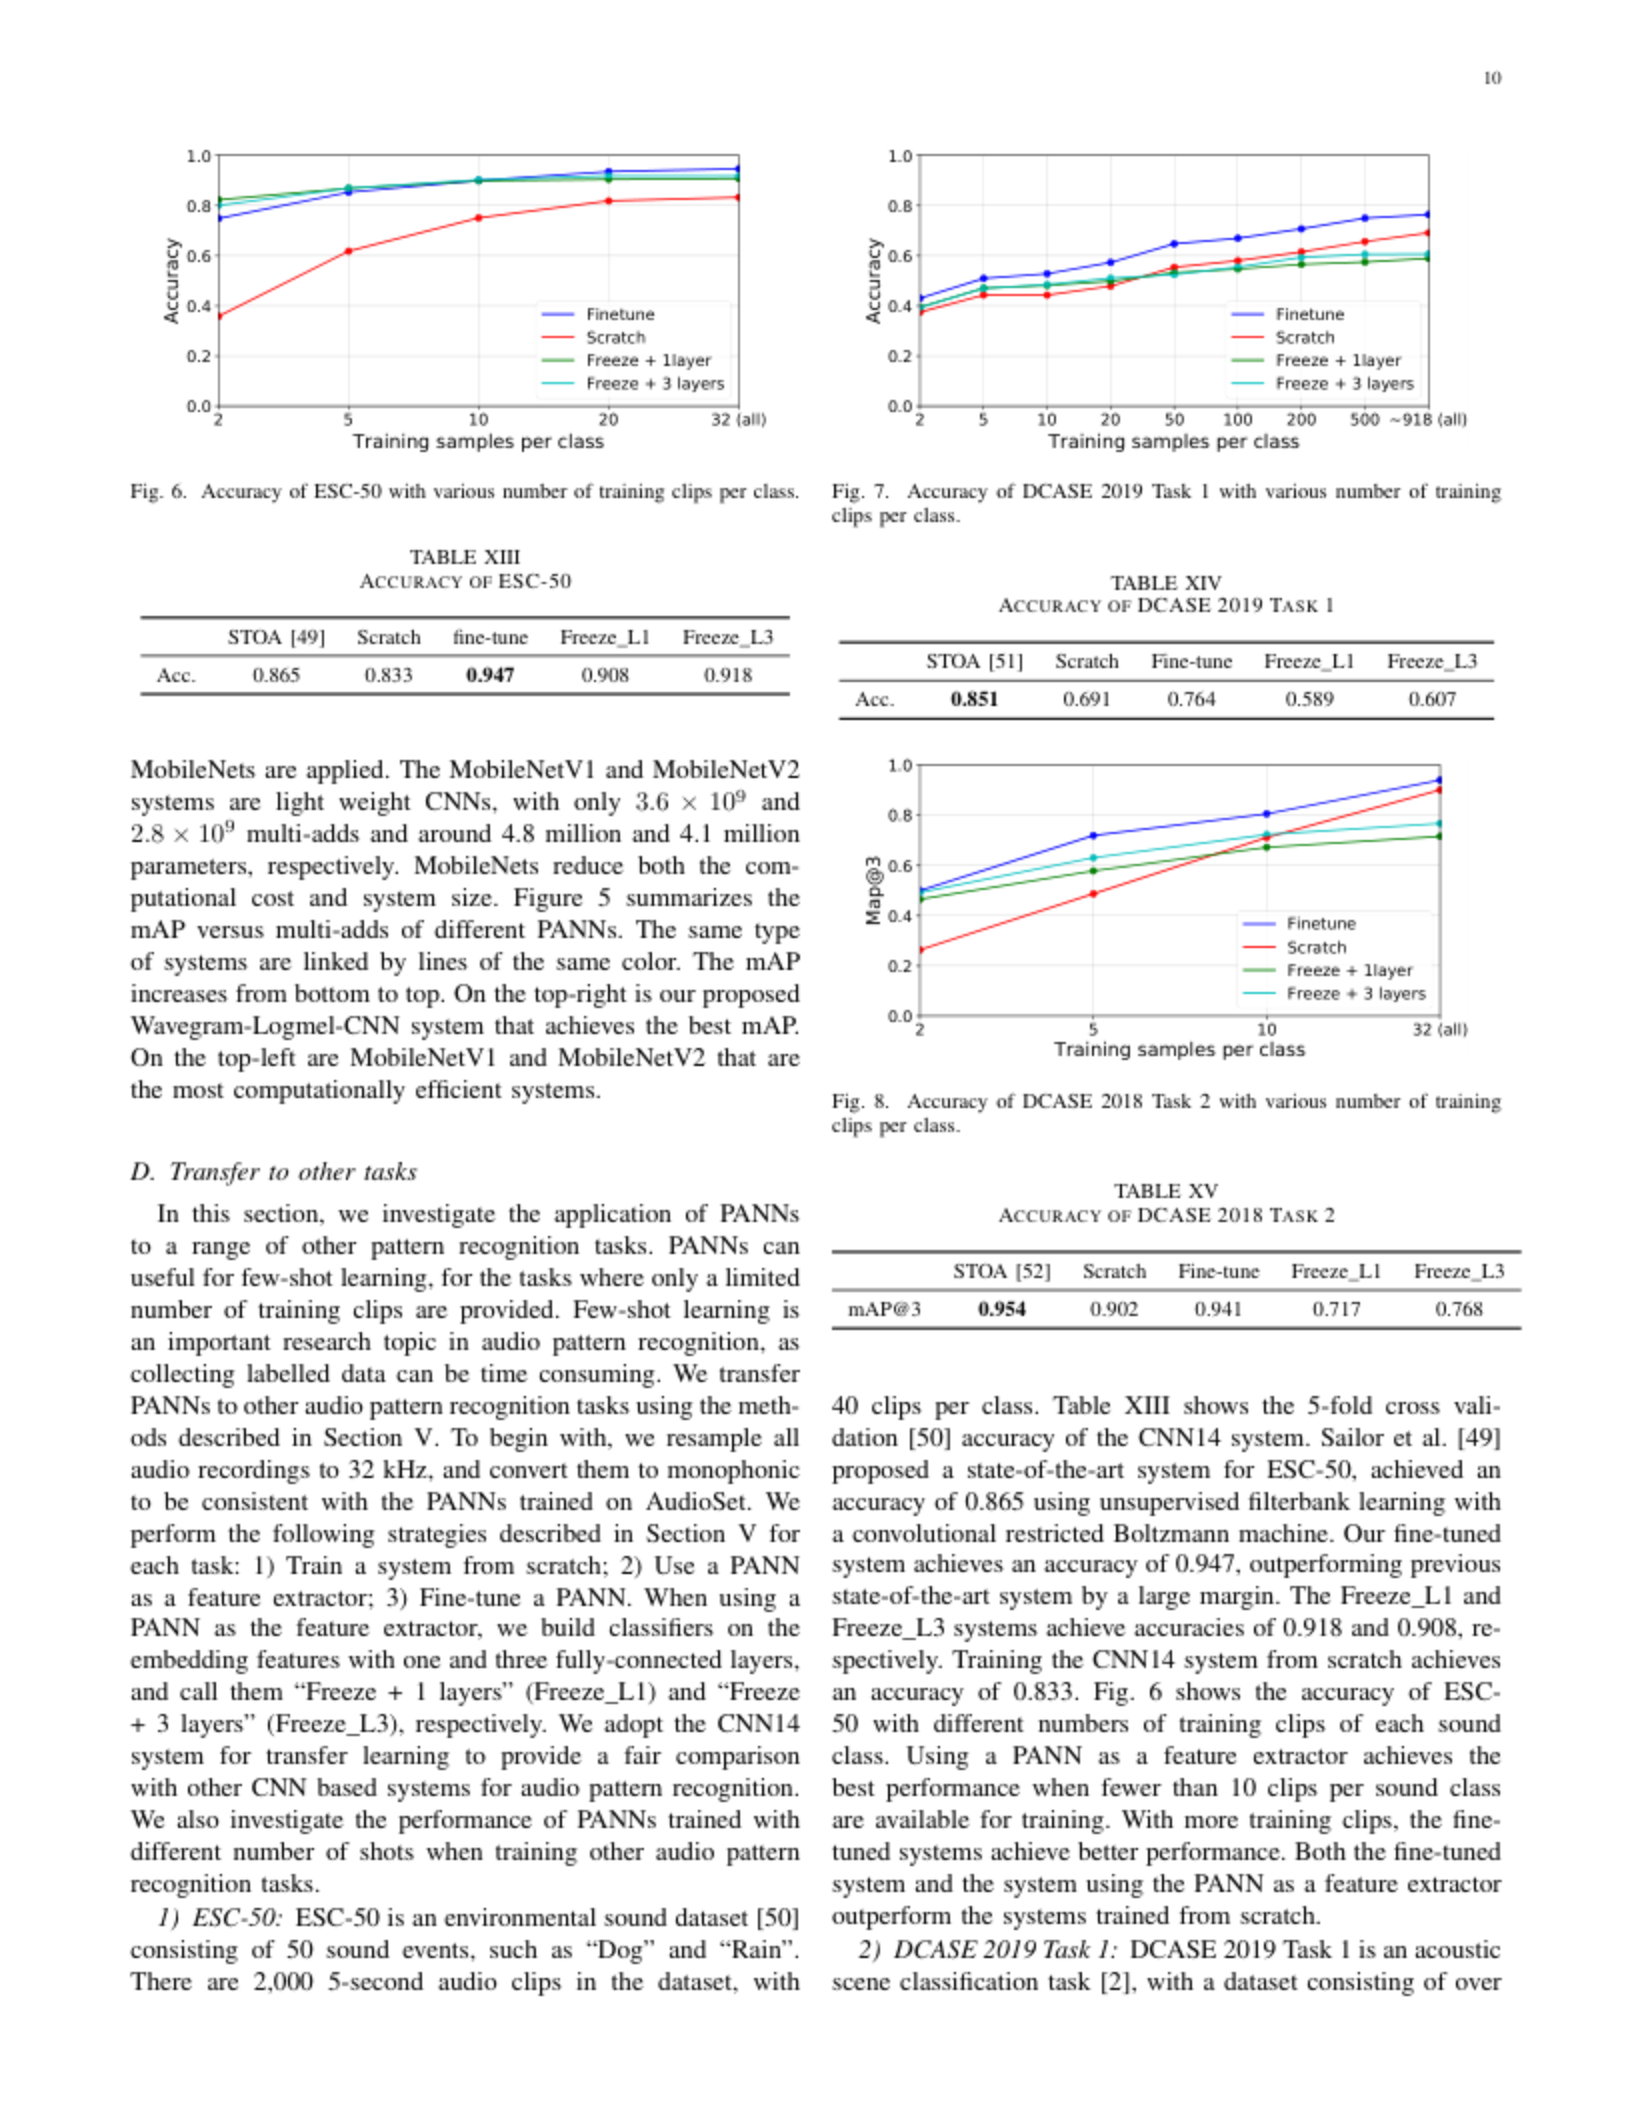 10
1.0
0.8
0.6
0.4
0.2
0.0
Accuracy
Finetune
Scratch
Freeze + 1layer
Freeze + 3 layers
2 5 10 20 32 (all)
Training samples per class
Fig. 6. Accuracy of ESC-50 with various number of training clips per class.
TABLE XIII
ACCURACY OF ESC-50
STOA [49] Scratch fine-tune Freeze_L1 Freeze_L3
Acc. 0.865 0.833 0.947 0.908 0.918
MobileNets are applied. The MobileNetV1 and MobileNetV2
systems are light weight CNNs, with only 3.6 × 10⁹ and
2.8 × 10⁹ multi-adds and around 4.8 million and 4.1 million
parameters, respectively. MobileNets reduce both the com-
putational cost and system size. Figure 5 summarizes the
mAP versus multi-adds of different PANNs. The same type
of systems are linked by lines of the same color. The mAP
increases from bottom to top. On the top-right is our proposed
Wavegram-Logmel-CNN system that achieves the best mAP.
On the top-left are MobileNetV1 and MobileNetV2 that are
the most computationally efficient systems.
D. Transfer to other tasks
In this section, we investigate the application of PANNs
to a range of other pattern recognition tasks. PANNs can
useful for few-shot learning, for the tasks where only a limited
number of training clips are provided. Few-shot learning is
an important research topic in audio pattern recognition, as
collecting labelled data can be time consuming. We transfer
PANNs to other audio pattern recognition tasks using the meth-
ods described in Section V. To begin with, we resample all
audio recordings to 32 kHz, and convert them to monophonic
to be consistent with the PANNs trained on AudioSet. We
perform the following strategies described in Section V for
each task: 1) Train a system from scratch; 2) Use a PANN
as a feature extractor; 3) Fine-tune a PANN. When using a
PANN as the feature extractor, we build classifiers on the
embedding features with one and three fully-connected layers,
and call them “Freeze + 1 layers” (Freeze_L1) and “Freeze
+ 3 layers” (Freeze_L3), respectively. We adopt the CNN14
system for transfer learning to provide a fair comparison
with other CNN based systems for audio pattern recognition.
We also investigate the performance of PANNs trained with
different number of shots when training other audio pattern
recognition tasks.
1) ESC-50: ESC-50 is an environmental sound dataset [50]
consisting of 50 sound events, such as “Dog” and “Rain”.
There are 2,000 5-second audio clips in the dataset, with
1.0
0.8
0.6
0.4
0.2
0.0
Accuracy
Finetune
Scratch
Freeze + 1layer
Freeze + 3 layers
2 5 10 20 50 100 200 500 ~918 (all)
Training samples per class
Fig. 7. Accuracy of DCASE 2019 Task 1 with various number of training
clips per class.
TABLE XIV
ACCURACY OF DCASE 2019 TASK 1
STOA [51] Scratch Fine-tune Freeze_L1 Freeze_L3
Acc. 0.851 0.691 0.764 0.589 0.607
1.0
0.8
0.6
0.4
0.2
0.0
Map@3
Finetune
Scratch
Freeze + 1layer
Freeze + 3 layers
2 5 10 32 (all)
Training samples per class
Fig. 8. Accuracy of DCASE 2018 Task 2 with various number of training
clips per class.
TABLE XV
ACCURACY OF DCASE 2018 TASK 2
STOA [52] Scratch Fine-tune Freeze_L1 Freeze_L3
mAP@3 0.954 0.902 0.941 0.717 0.768
40 clips per class. Table XIII shows the 5-fold cross vali-
dation [50] accuracy of the CNN14 system. Sailor et al. [49]
proposed a state-of-the-art system for ESC-50, achieved an
accuracy of 0.865 using unsupervised filterbank learning with
a convolutional restricted Boltzmann machine. Our fine-tuned
system achieves an accuracy of 0.947, outperforming previous
state-of-the-art system by a large margin. The Freeze_L1 and
Freeze_L3 systems achieve accuracies of 0.918 and 0.908, re-
spectively. Training the CNN14 system from scratch achieves
an accuracy of 0.833. Fig. 6 shows the accuracy of ESC-
50 with different numbers of training clips of each sound
class. Using a PANN as a feature extractor achieves the
best performance when fewer than 10 clips per sound class
are available for training. With more training clips, the fine-
tuned systems achieve better performance. Both the fine-tuned
system and the system using the PANN as a feature extractor
outperform the systems trained from scratch.
2) DCASE 2019 Task 1: DCASE 2019 Task 1 is an acoustic
scene classification task [2], with a dataset consisting of over